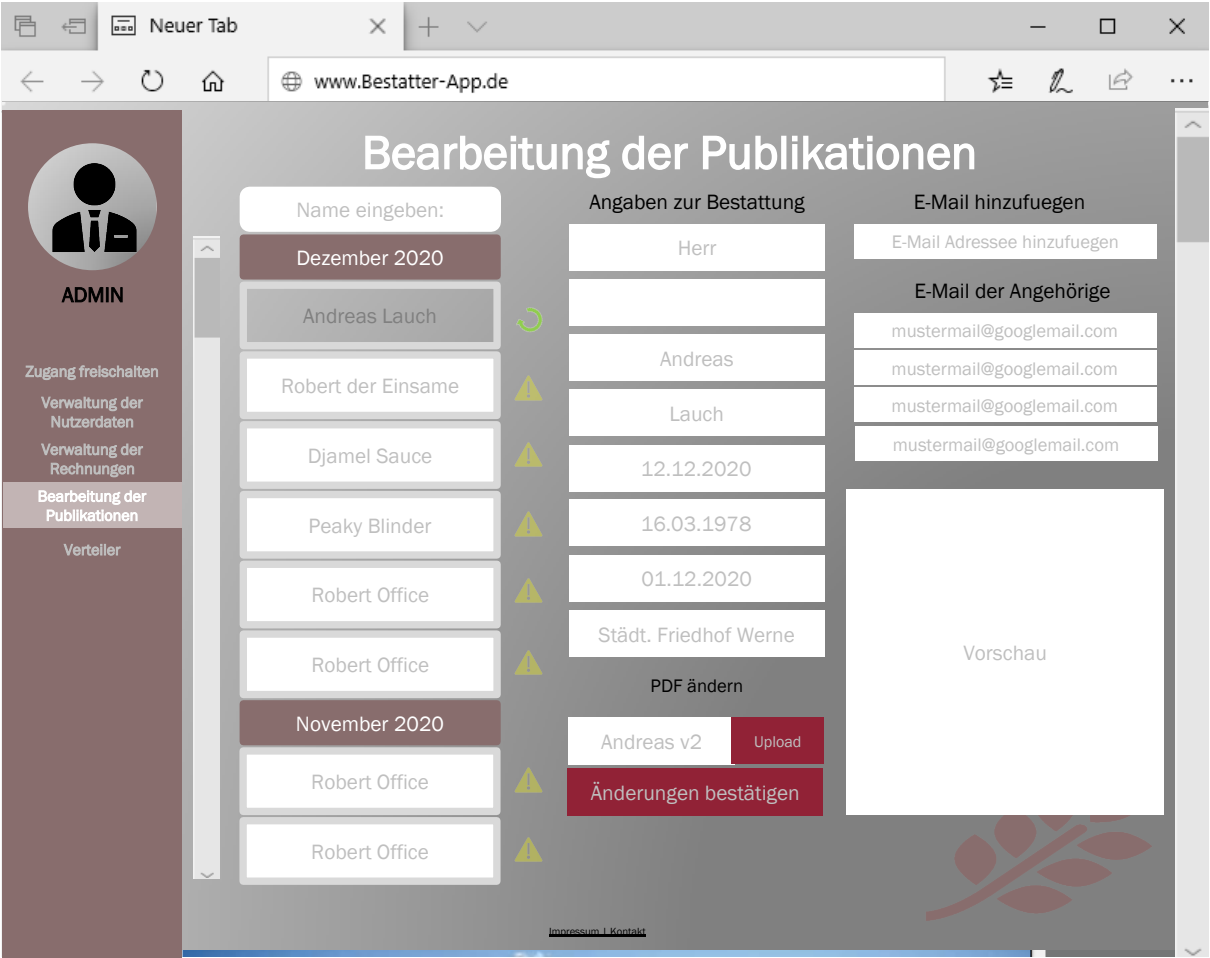 Neuer Tab
www.Bestatter-App.de
ADMIN
Zugang freischalten
Verwaltung der
Nutzerdaten
Verwaltung der
Rechnungen
Bearbeitung der
Publikationen
Verteiler
Bearbeitung der Publikationen
Name eingeben:
Dezember 2020
Andreas Lauch
Robert der Einsame
Djamel Sauce
Peaky Blinder
Robert Office
Robert Office
November 2020
Robert Office
Robert Office
Angaben zur Bestattung
Herr
Andreas
Lauch
12.12.2020
16.03.1978
01.12.2020
Städt. Friedhof Werne
PDF ändern
Andreas v2
Upload
Änderungen bestätigen
E-Mail hinzufuegen
E-Mail Adressee hinzufuegen
E-Mail der Angehörige
mustermail@googlemail.com
mustermail@googlemail.com
mustermail@googlemail.com
mustermail@googlemail.com
Vorschau
Impressum | Kontakt